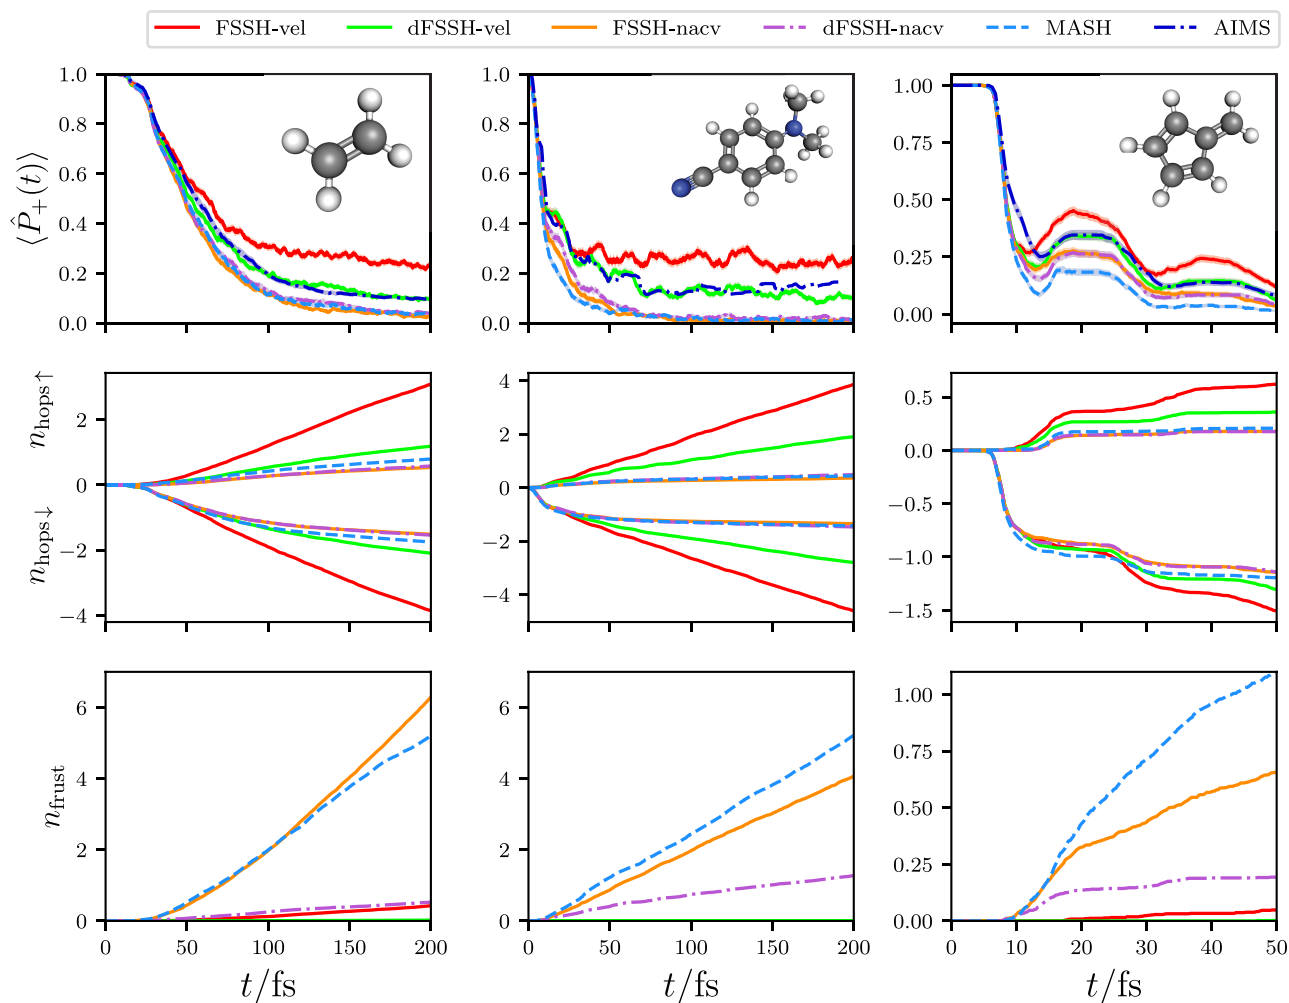 FSSH-vel dFSSH-vel FSSH-nacv dFSSH-nacv MASH AIMS
⟨P̂₊(t)⟩
1.0 0.8 0.6 0.4 0.2 0.0
1.0 0.8 0.6 0.4 0.2 0.0
1.00 0.75 0.50 0.25 0.00
n_hops↓ n_hops↑
2 0 −2 −4
4 2 0 −2 −4
0.5 0.0 −0.5 −1.0 −1.5
n_frust
6 4 2 0
6 4 2 0
1.00 0.75 0.50 0.25 0.00
0 50 100 150 200
0 50 100 150 200
0 10 20 30 40 50
t/fs
t/fs
t/fs